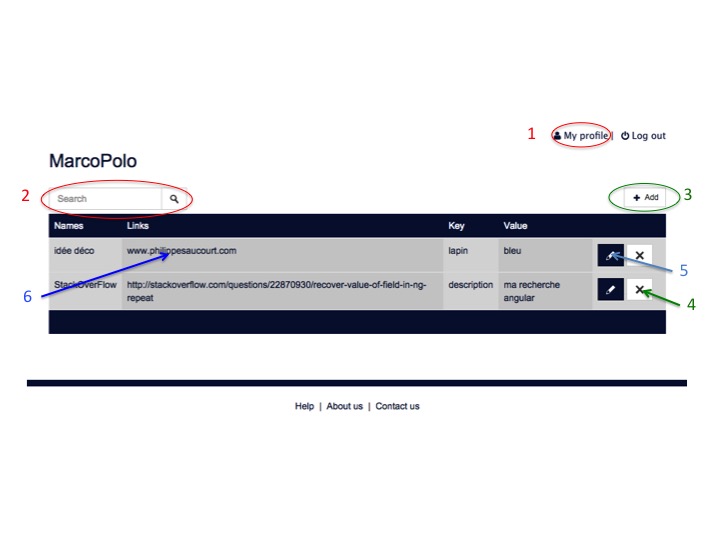 1 My profile | Log out
MarcoPolo
2 Search + Add 3
Names Links Key Value
idée déco www.philippesaucourt.com lapin bleu
5
StackOverFlow http://stackoverflow.com/questions/22870930/recover-value-of-field-in-ng- description ma recherche
6 repeat angular
4
Help | About us | Contact us